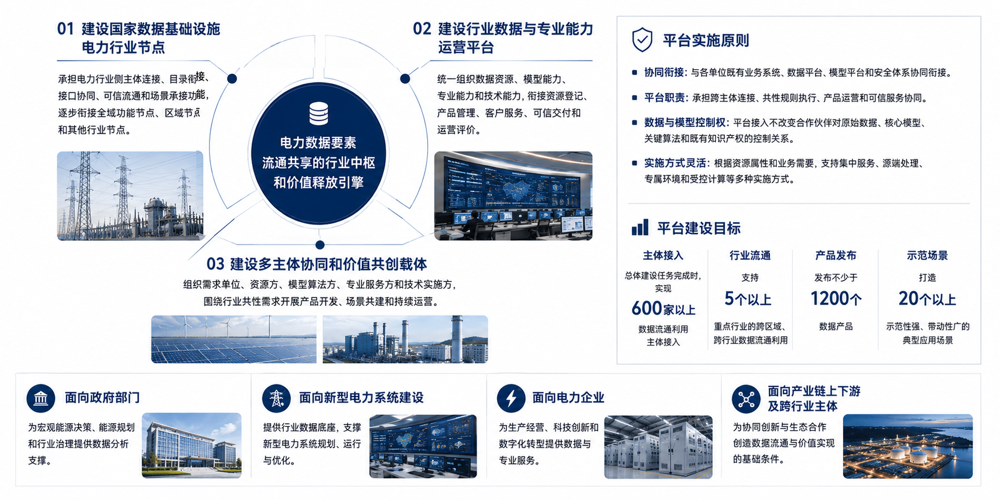 01 建设国家数据基础设施
电力行业节点
承担电力行业侧主体连接、目录衔接、
接口协同、可信流通和场景承接功能，
逐步衔接全域功能节点、区域节点
和其他行业节点。
02 建设行业数据与专业能力
运营平台
统一组织数据资源、模型能力、
专业能力和技术能力，衔接资源登记、
产品管理、客户服务、可信交付和
运营评价。
电力数据要素
流通共享的行业中枢
和价值释放引擎
03 建设多主体协同和价值共创载体
组织需求单位、资源方、模型算法方、专业服务方和技术实施方，
围绕行业共性需求开展产品开发、场景共建和持续运营。
平台实施原则
协同衔接：与各单位既有业务系统、数据平台、模型平台和安全体系协同衔接。
平台职责：承担跨主体连接、共性规则执行、产品运营和可信服务协同。
数据与模型控制权：平台接入不改变合作伙伴对原始数据、核心模型、
关键算法和既有知识产权的控制关系。
实施方式灵活：根据资源属性和业务需要，支持集中服务、源端处理、
专属环境和受控计算等多种实施方式。
平台建设目标
主体接入
总体建设任务完成时，
实现
600家以上
数据流通利用
主体接入
行业流通
支持
5个以上
重点行业的跨区域、
跨行业数据流通利用
产品发布
发布不少于
1200个
数据产品
示范场景
打造
20个以上
示范性强、带动性广的
典型应用场景
面向政府部门
为宏观能源决策、能源规划
和行业治理提供数据分析
支撑。
面向新型电力系统建设
提供行业数据底座，支撑
新型电力系统规划、运行
与优化。
面向电力企业
为生产经营、科技创新和
数字化转型提供数据与
专业服务。
面向产业链上下游
及跨行业主体
为协同创新与生态合作
创造数据流通与价值实现
的基础条件。